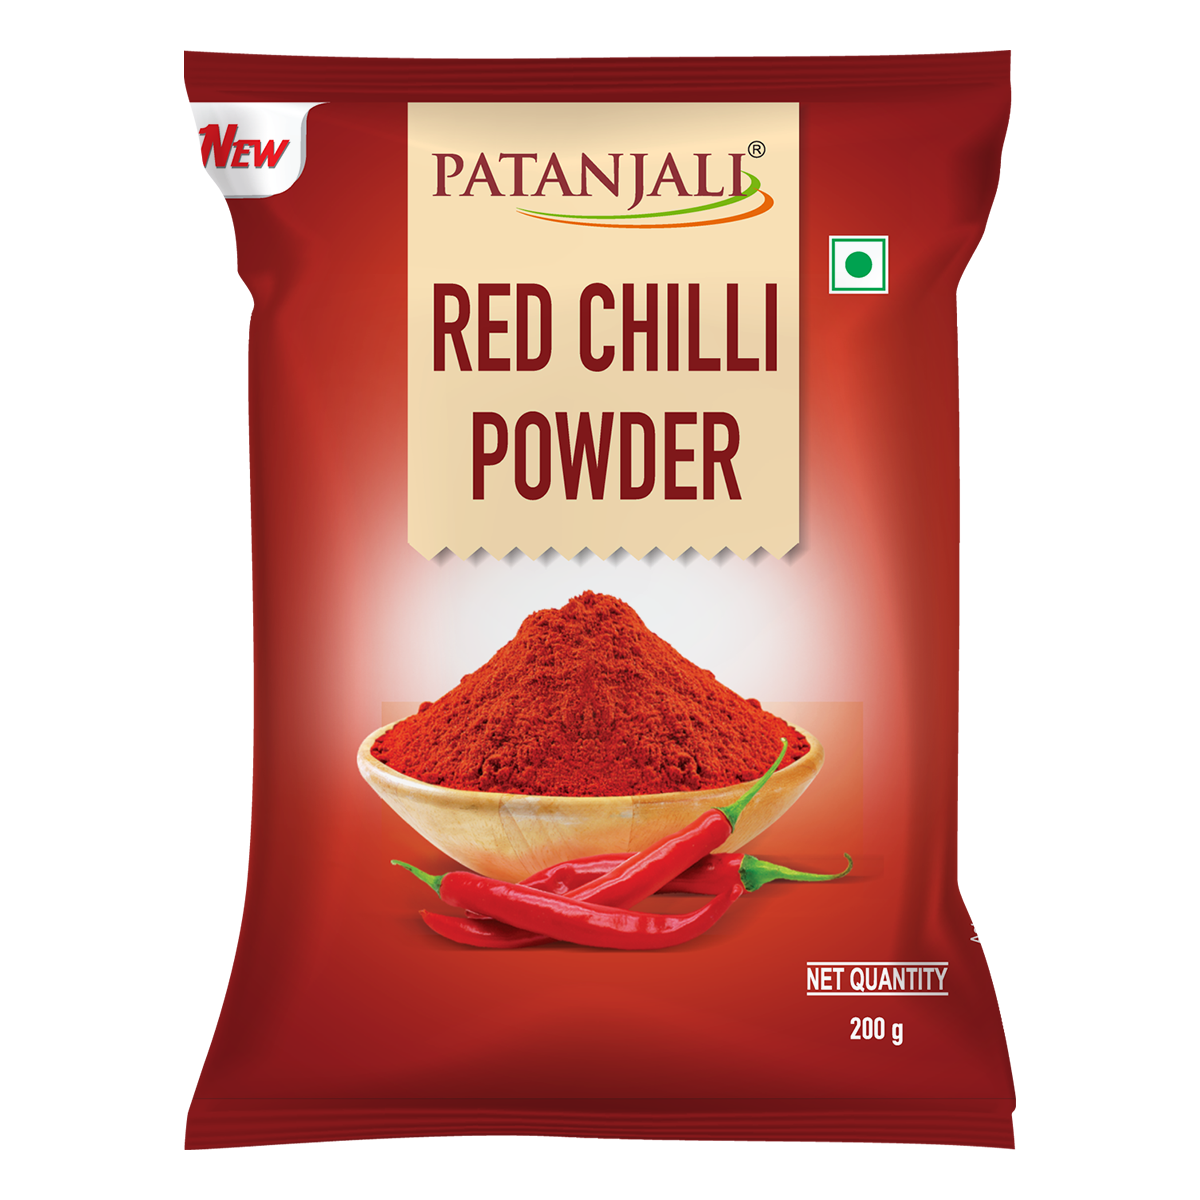 NEW
PATANJALI®
RED CHILLI
POWDER
NET QUANTITY
200 g